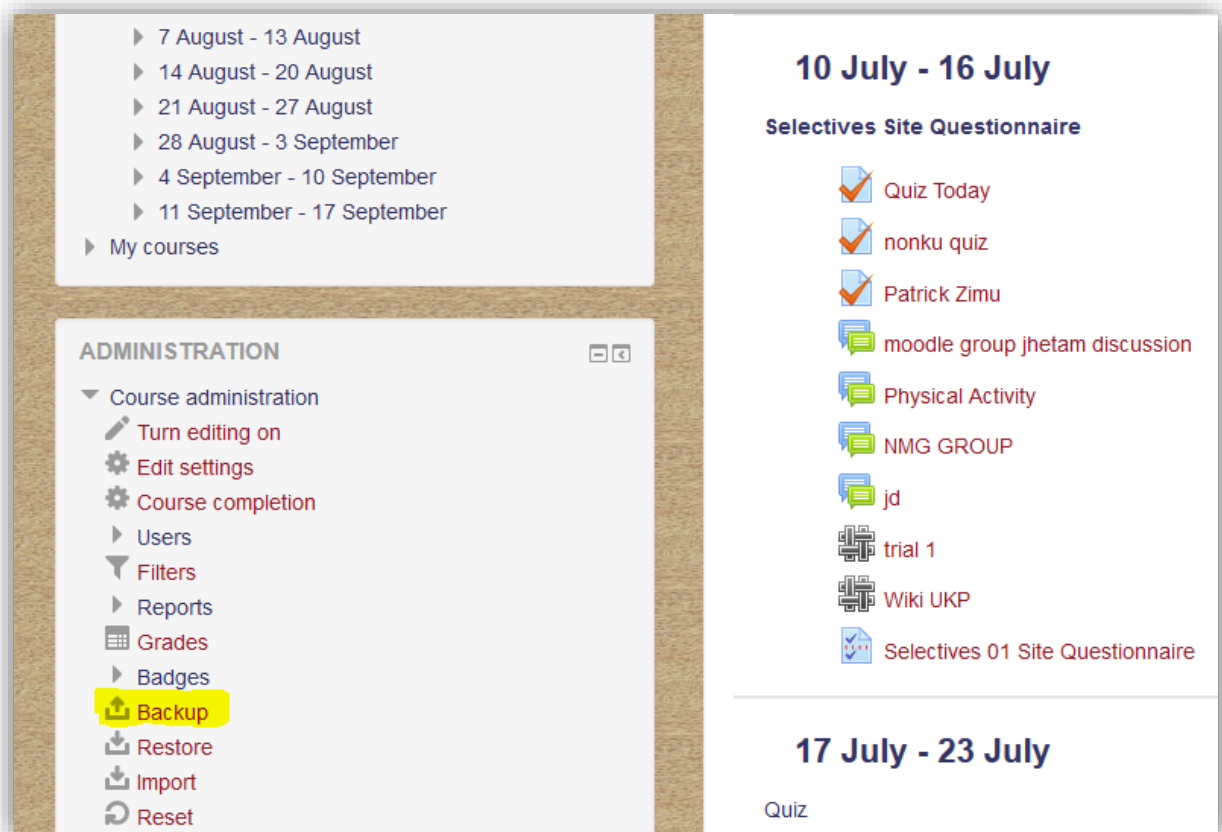 7 August - 13 August
14 August - 20 August
21 August - 27 August
28 August - 3 September
4 September - 10 September
11 September - 17 September
My courses
ADMINISTRATION
Course administration
Turn editing on
Edit settings
Course completion
Users
Filters
Reports
Grades
Badges
Backup
Restore
Import
Reset
10 July - 16 July
Selectives Site Questionnaire
Quiz Today
nonku quiz
Patrick Zimu
moodle group jhetam discussion
Physical Activity
NMG GROUP
jd
trial 1
Wiki UKP
Selectives 01 Site Questionnaire
17 July - 23 July
Quiz